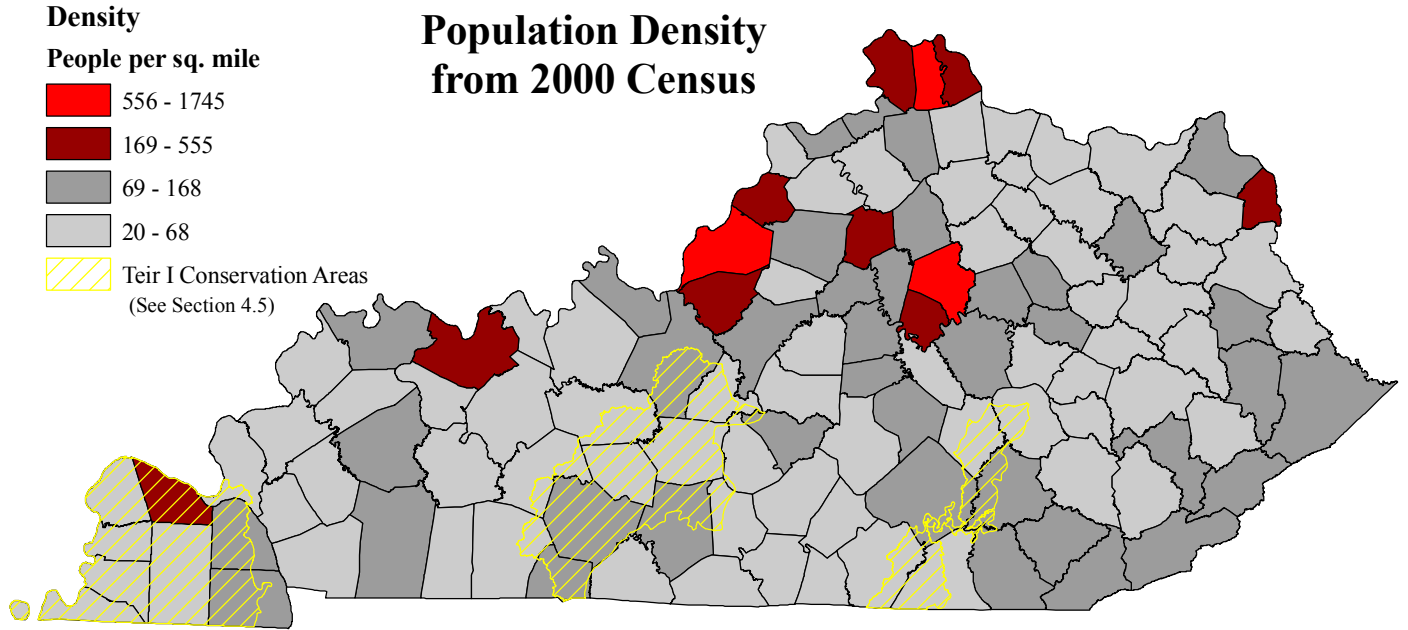 Density
People per sq. mile
556 - 1745
169 - 555
69 - 168
20 - 68
Teir I Conservation Areas
(See Section 4.5)
Population Density
from 2000 Census